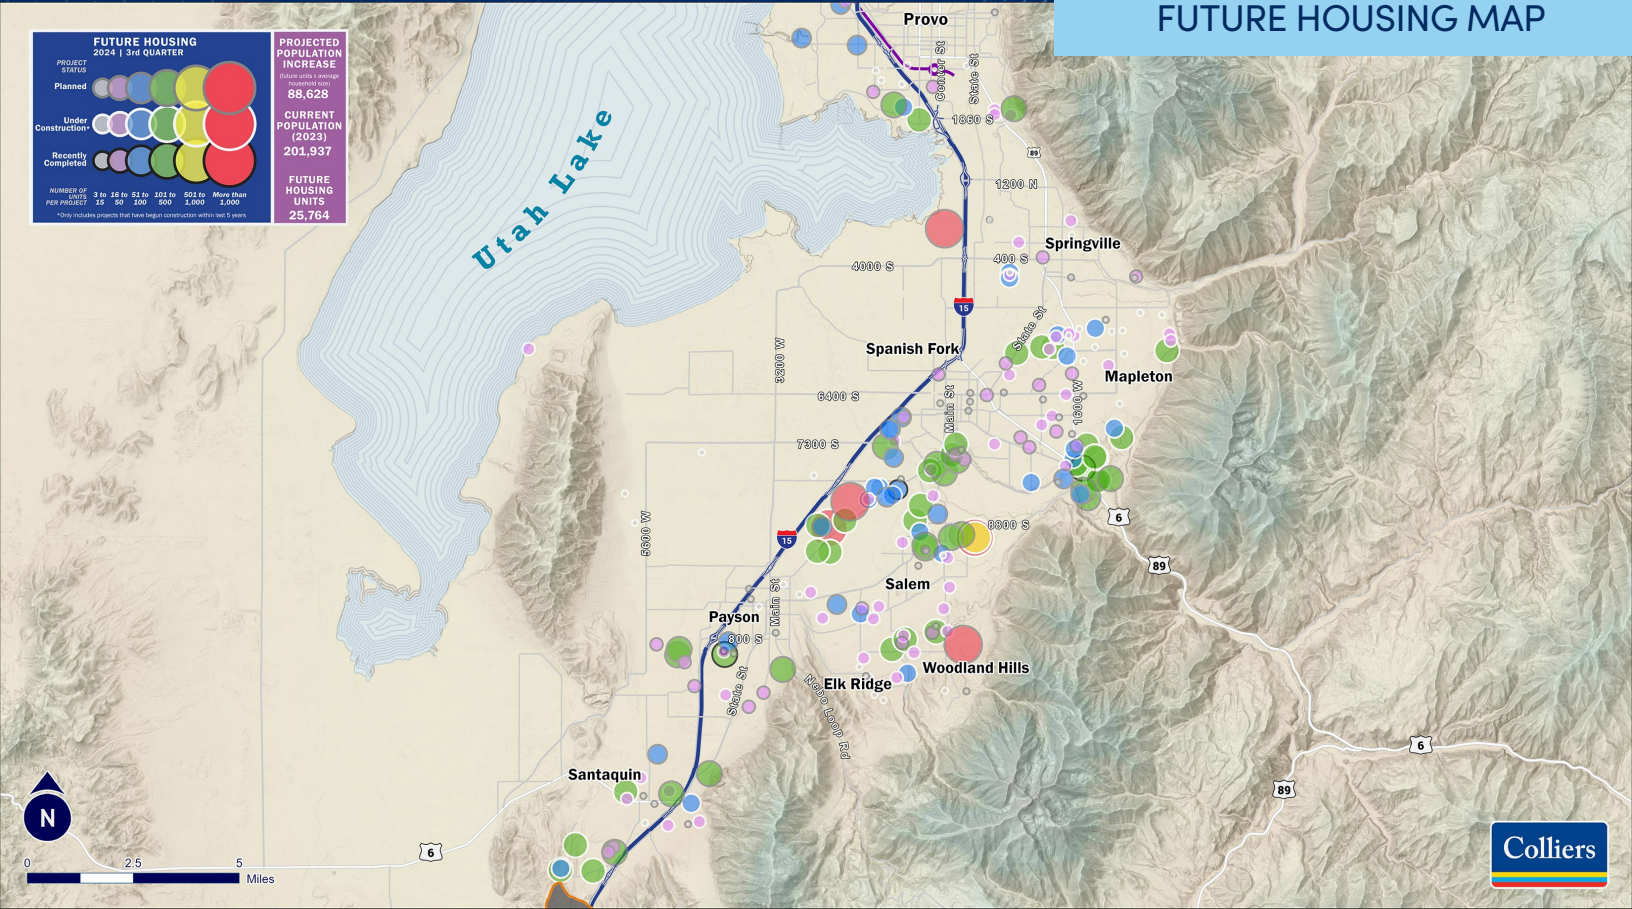 FUTURE HOUSING MAP
FUTURE HOUSING
2024 | 3rd QUARTER
PROJECT
STATUS
Planned
Under
Construction*
Recently
Completed
NUMBER OF
UNITS
PER PROJECT
3 to
15
16 to
50
51 to
100
101 to
500
501 to
1,000
More than
1,000
*Only includes projects that have begun construction within last 5 years
PROJECTED
POPULATION
INCREASE
(future units x average
household size)
88,628
CURRENT
POPULATION
(2023)
201,937
FUTURE
HOUSING
UNITS
25,764
Utah Lake
Provo
Center St
State St
1860 S
89
1200 N
Springville
400 S
4000 S
15
State St
Spanish Fork
3200 W
Mapleton
6400 S
Main St
1600 W
7300 S
6
8800 S
5600 W
15
89
Salem
Main St
Payson
800 S
Woodland Hills
Elk Ridge
State St
Nebo Loop Rd
6
Santaquin
89
N
6
Colliers
0
2.5
5
Miles